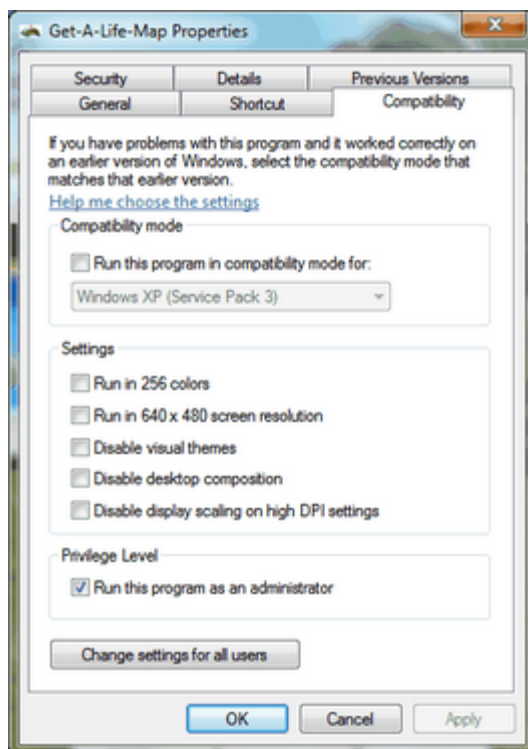 Get-A-Life-Map Properties
Security Details Previous Versions
General Shortcut Compatibility
If you have problems with this program and it worked correctly on
an earlier version of Windows, select the compatibility mode that
matches that earlier version.
Help me choose the settings
Compatibility mode
Run this program in compatibility mode for:
Windows XP (Service Pack 3)
Settings
Run in 256 colors
Run in 640 x 480 screen resolution
Disable visual themes
Disable desktop composition
Disable display scaling on high DPI settings
Privilege Level
Run this program as an administrator
Change settings for all users
OK Cancel Apply